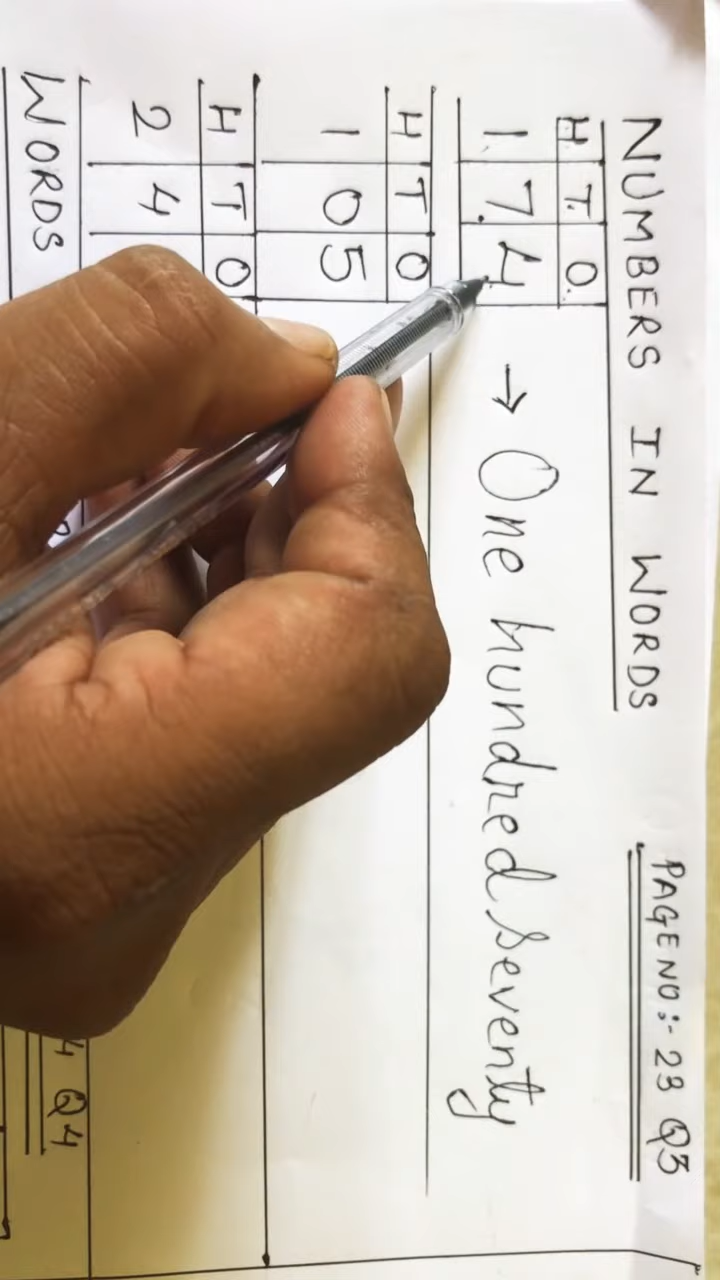 NUMBERS IN WORDS
PAGE NO:- 23 Q3
H T. O.
1 7. 4 → One hundred Seventy
H T O
1 0 5
H T O
2 4
WORDS
4 Q4